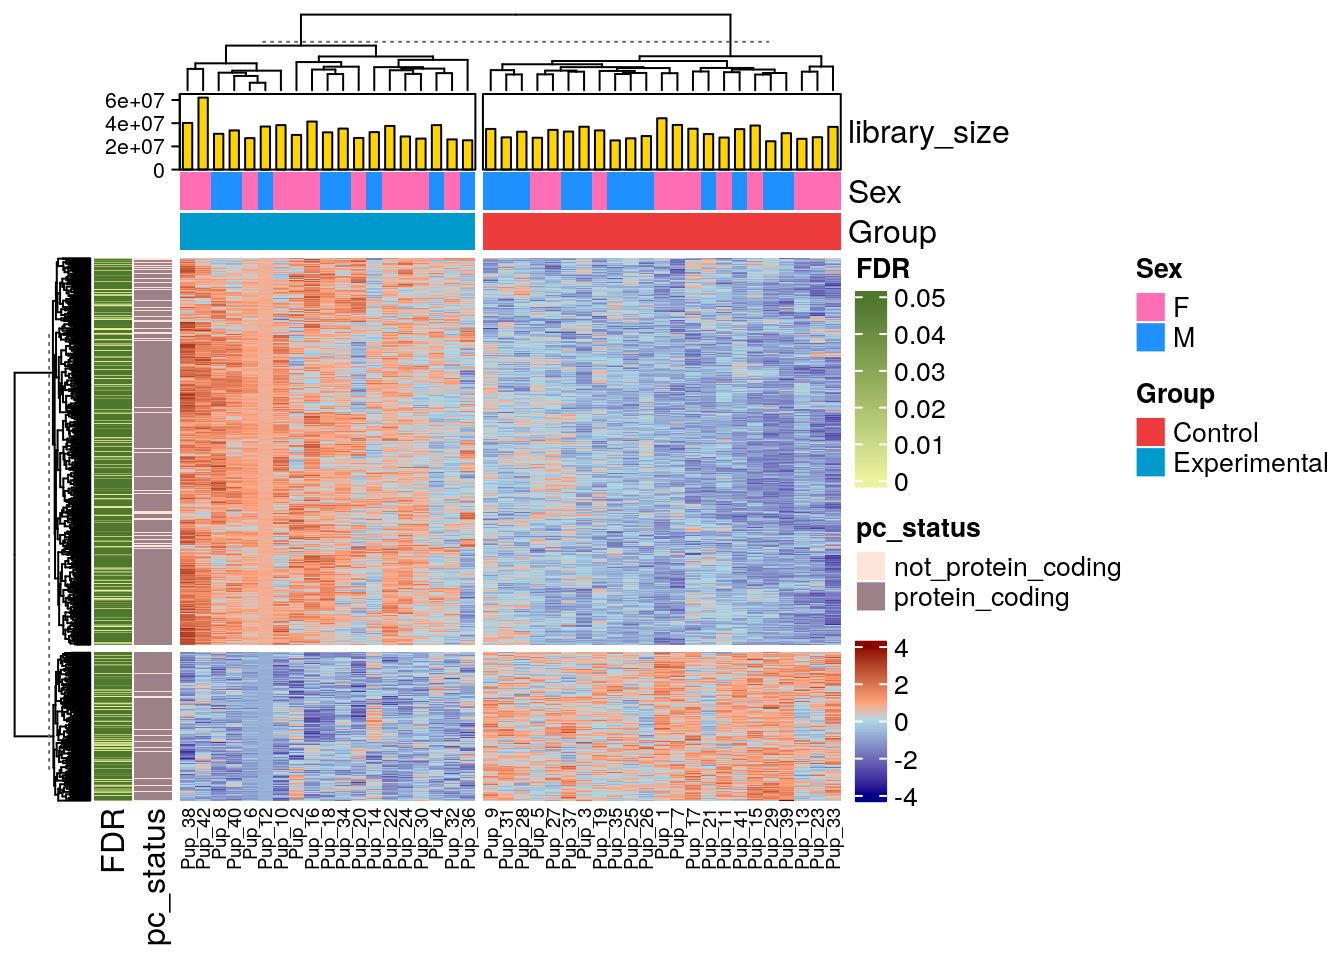 6e+07
4e+07
2e+07
0
library_size
Sex
Group
FDR
0.05
0.04
0.03
0.02
0.01
0
Sex
F
M
Group
Control
Experimental
pc_status
not_protein_coding
protein_coding
4
2
0
-2
-4
FDR
pc_status
Pup_38
Pup_42
Pup_8
Pup_40
Pup_6
Pup_12
Pup_10
Pup_2
Pup_16
Pup_18
Pup_34
Pup_20
Pup_14
Pup_22
Pup_24
Pup_30
Pup_4
Pup_32
Pup_36
Pup_9
Pup_31
Pup_28
Pup_5
Pup_27
Pup_37
Pup_3
Pup_19
Pup_35
Pup_25
Pup_26
Pup_1
Pup_7
Pup_17
Pup_21
Pup_11
Pup_41
Pup_15
Pup_29
Pup_39
Pup_13
Pup_23
Pup_33